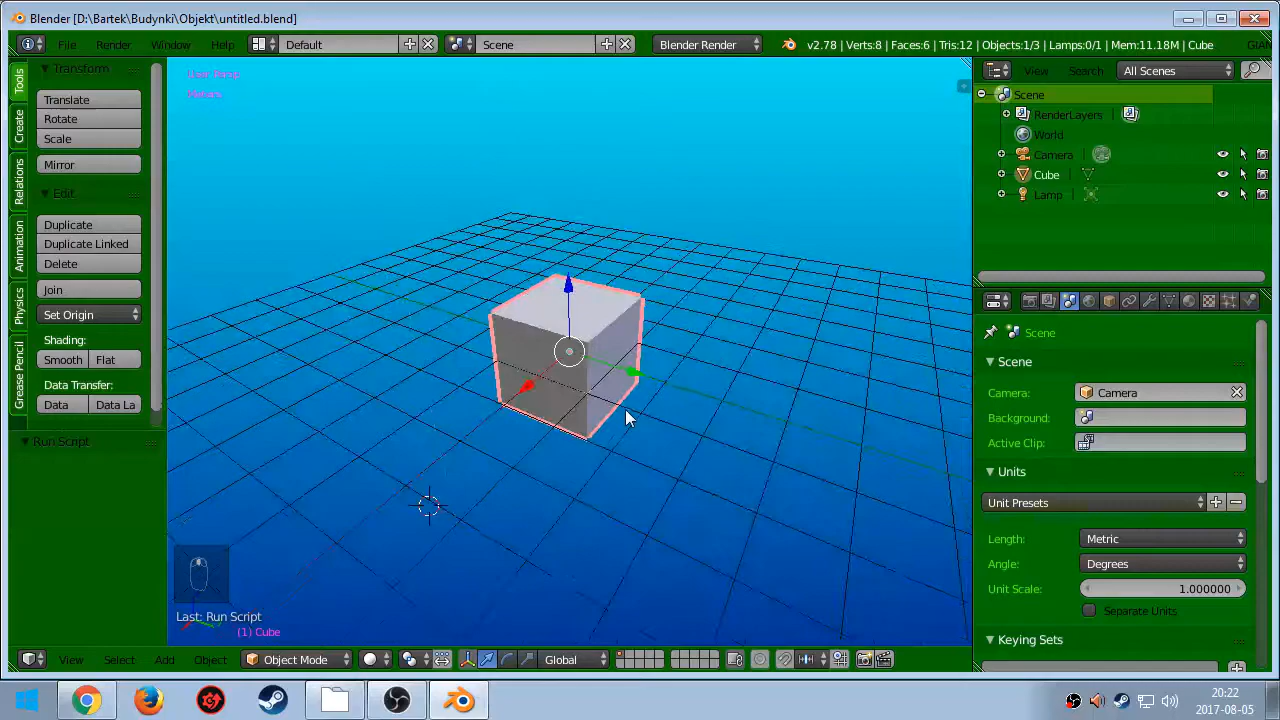 Blender [D:\Bartek\Budynki\Objekt\untitled.blend]
File Render Window Help Default Scene Blender Render v2.78 | Verts:8 | Faces:6 | Tris:12 | Objects:1/3 | Lamps:0/1 | Mem:11.18M | Cube GIAN
Tools
Create
Relations
Animation
Physics
Grease Pencil
Transform
Translate
Rotate
Scale
Mirror
Edit
Duplicate
Duplicate Linked
Delete
Join
Set Origin
Shading:
Smooth Flat
Data Transfer:
Data Data La
Run Script
User Persp
Meters
Last: Run Script
(1) Cube
View Select Add Object Object Mode Global
View Search All Scenes
Scene
RenderLayers
World
Camera
Cube
Lamp
Scene
Scene
Camera: Camera
Background:
Active Clip:
Units
Unit Presets
Length: Metric
Angle: Degrees
Unit Scale: 1.000000
Separate Units
Keying Sets
20:22
2017-08-05